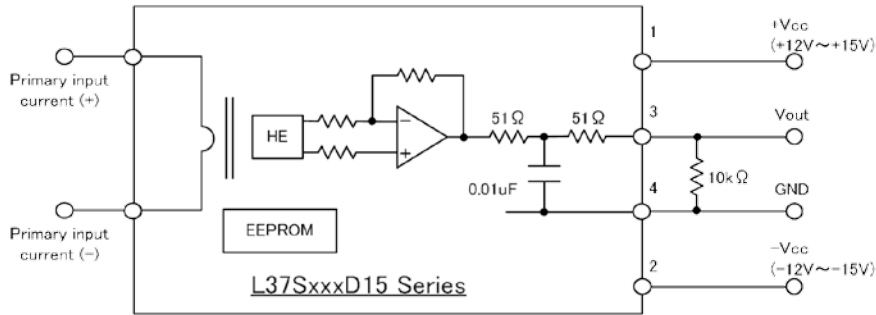 Primary input
current (+)
Primary input
current (-)
HE
EEPROM
51Ω
51Ω
0.01uF
L37SxxxD15 Series
1
+Vcc
(+12V～+15V)
3
Vout
10kΩ
4
GND
2
-Vcc
(-12V～-15V)